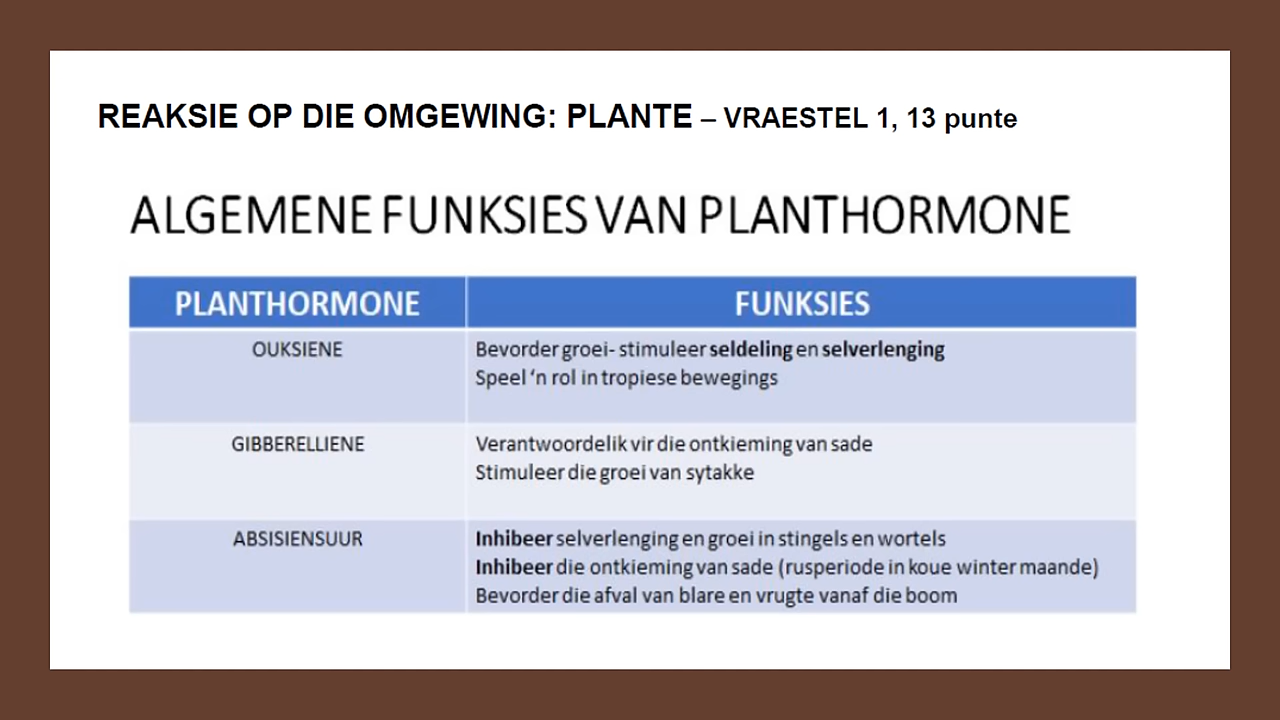 REAKSIE OP DIE OMGEWING: PLANTE – VRAESTEL 1, 13 punte
ALGEMENE FUNKSIES VAN PLANTHORMONE
PLANTHORMONE FUNKSIES
OUKSIENE Bevorder groei- stimuleer seldeling en selverlenging
Speel ‘n rol in tropiese bewegings
GIBBERELLIENE Verantwoordelik vir die ontkieming van sade
Stimuleer die groei van sytakke
ABSISIENSUUR Inhibeer selverlenging en groei in stingels en wortels
Inhibeer die ontkieming van sade (rusperiode in koue winter maande)
Bevorder die afval van blare en vrugte vanaf die boom